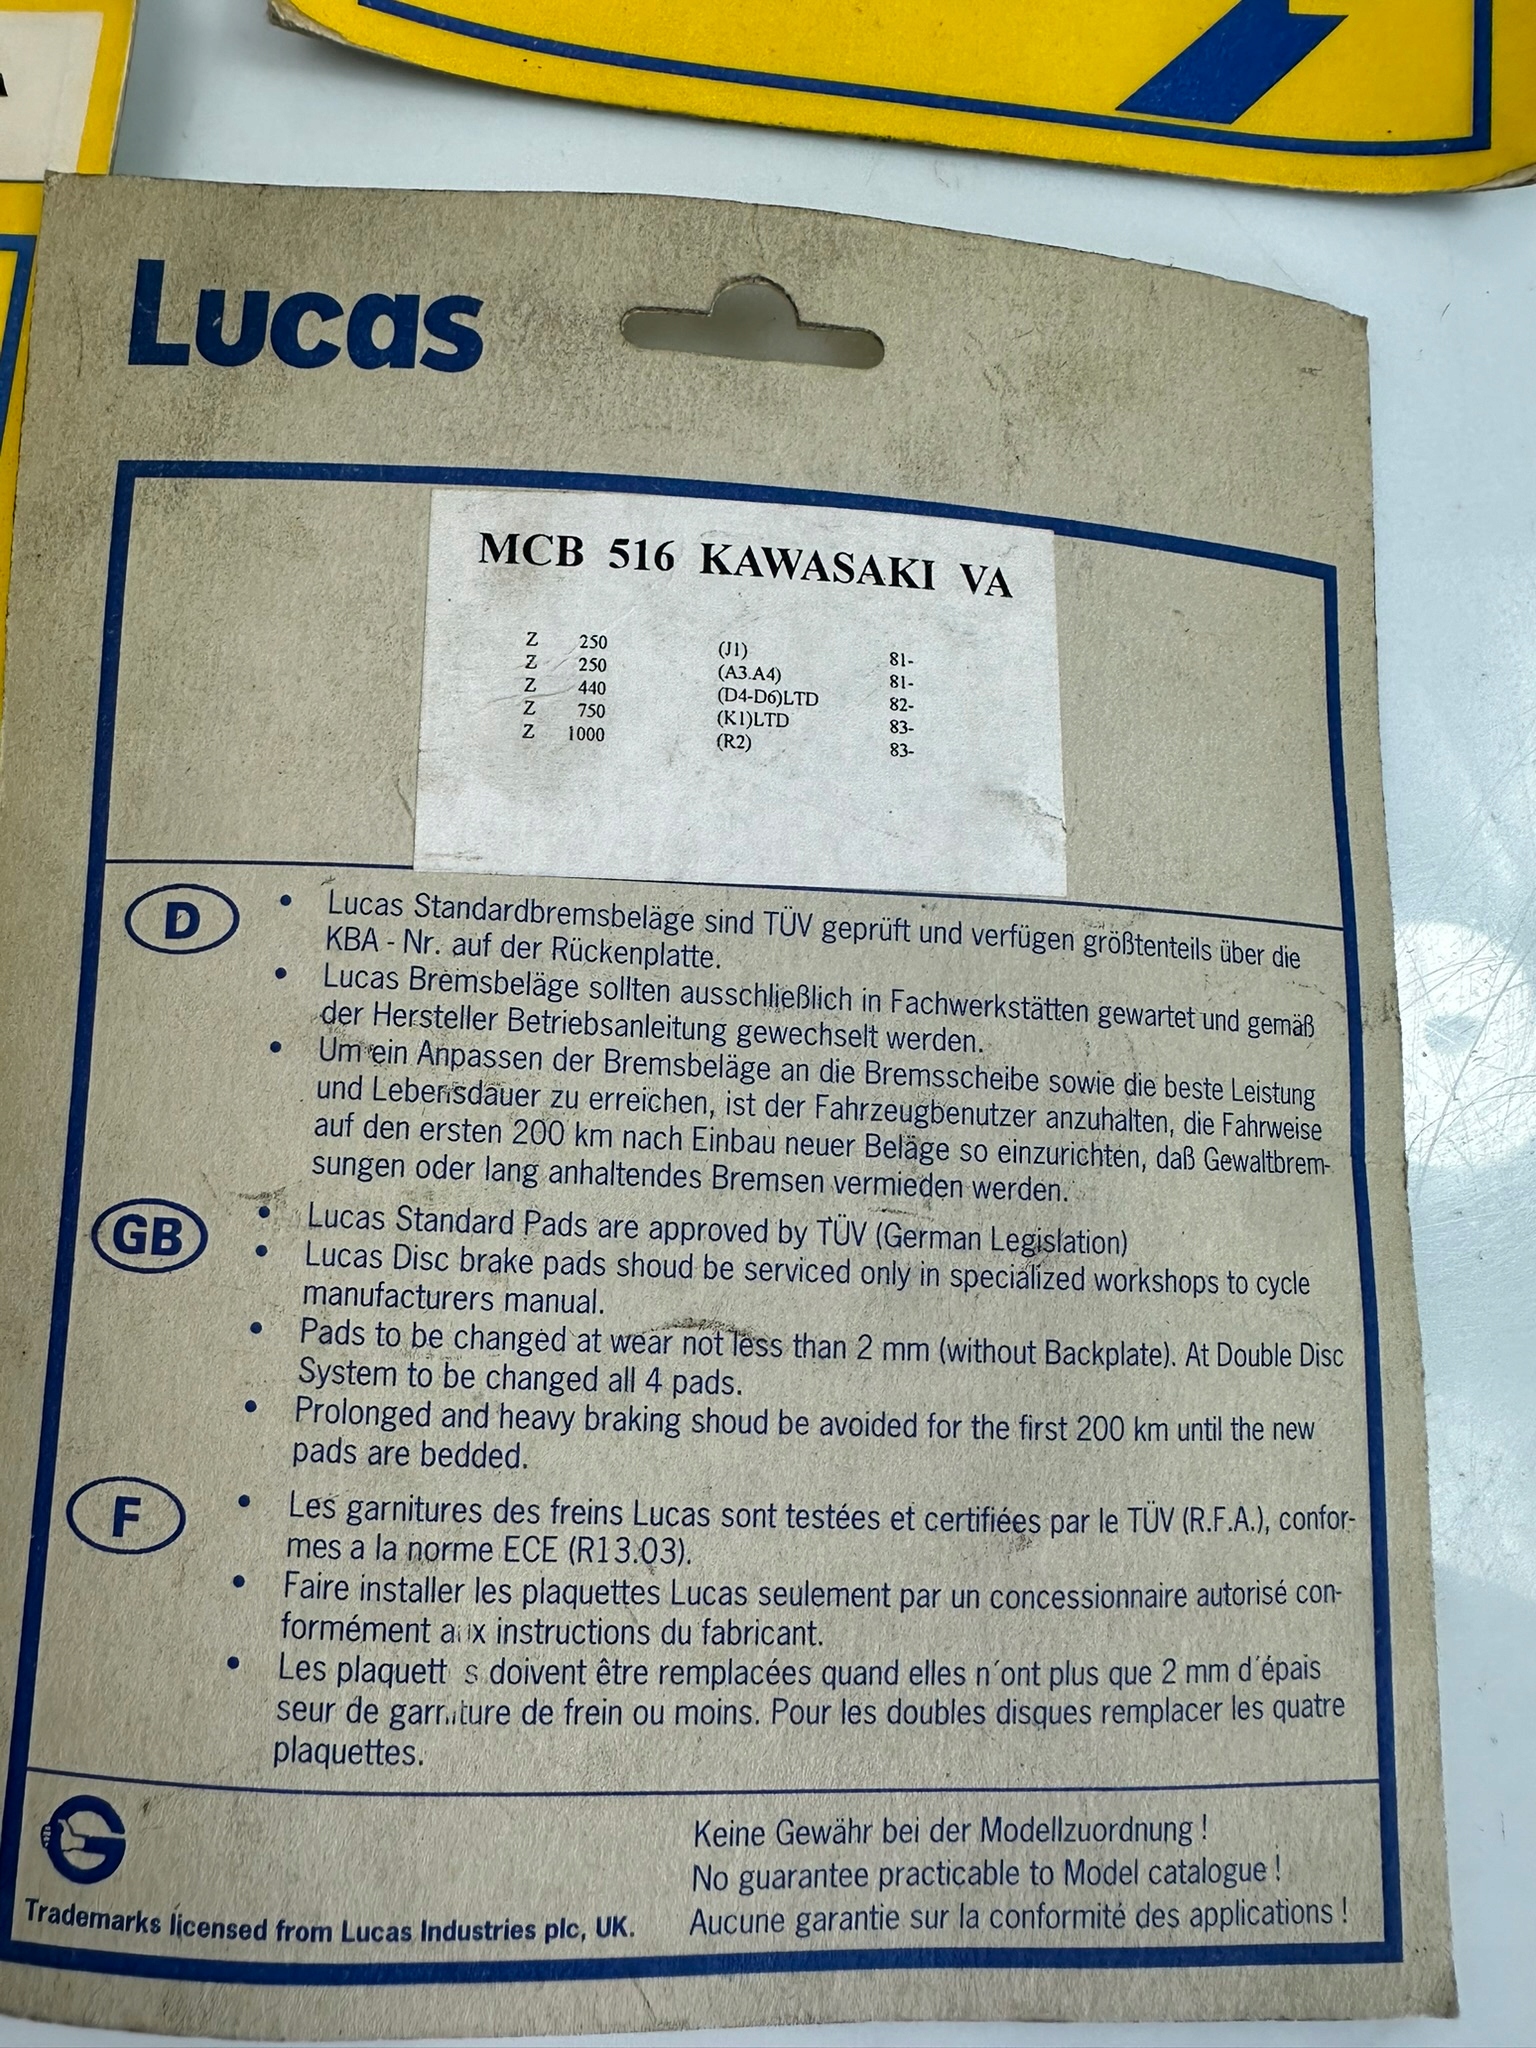 Lucas
MCB 516 KAWASAKI VA
Z 250 (J1) 81-
Z 250 (A3.A4) 81-
Z 440 (D4-D6)LTD 82-
Z 750 (K1)LTD 83-
Z 1000 (R2) 83-
D
• Lucas Standardbremsbeläge sind TÜV geprüft und verfügen größtenteils über die
KBA - Nr. auf der Rückenplatte.
• Lucas Bremsbeläge sollten ausschließlich in Fachwerkstätten gewartet und gemäß
der Hersteller Betriebsanleitung gewechselt werden.
• Um ein Anpassen der Bremsbeläge an die Bremsscheibe sowie die beste Leistung
und Lebensdauer zu erreichen, ist der Fahrzeugbenutzer anzuhalten, die Fahrweise
auf den ersten 200 km nach Einbau neuer Beläge so einzurichten, daß Gewaltbrem-
sungen oder lang anhaltendes Bremsen vermieden werden.
GB
• Lucas Standard Pads are approved by TÜV (German Legislation)
• Lucas Disc brake pads shoud be serviced only in specialized workshops to cycle
manufacturers manual.
• Pads to be changed at wear not less than 2 mm (without Backplate). At Double Disc
System to be changed all 4 pads.
• Prolonged and heavy braking shoud be avoided for the first 200 km until the new
pads are bedded.
F
• Les garnitures des freins Lucas sont testées et certifiées par le TÜV (R.F.A.), confor-
mes a la norme ECE (R13.03).
• Faire installer les plaquettes Lucas seulement par un concessionnaire autorisé con-
formément aux instructions du fabricant.
• Les plaquettes doivent être remplacées quand elles n´ont plus que 2 mm d´épais
seur de garniture de frein ou moins. Pour les doubles disques remplacer les quatre
plaquettes.
Keine Gewähr bei der Modellzuordnung !
No guarantee practicable to Model catalogue !
Aucune garantie sur la conformité des applications !
Trademarks licensed from Lucas Industries plc, UK.